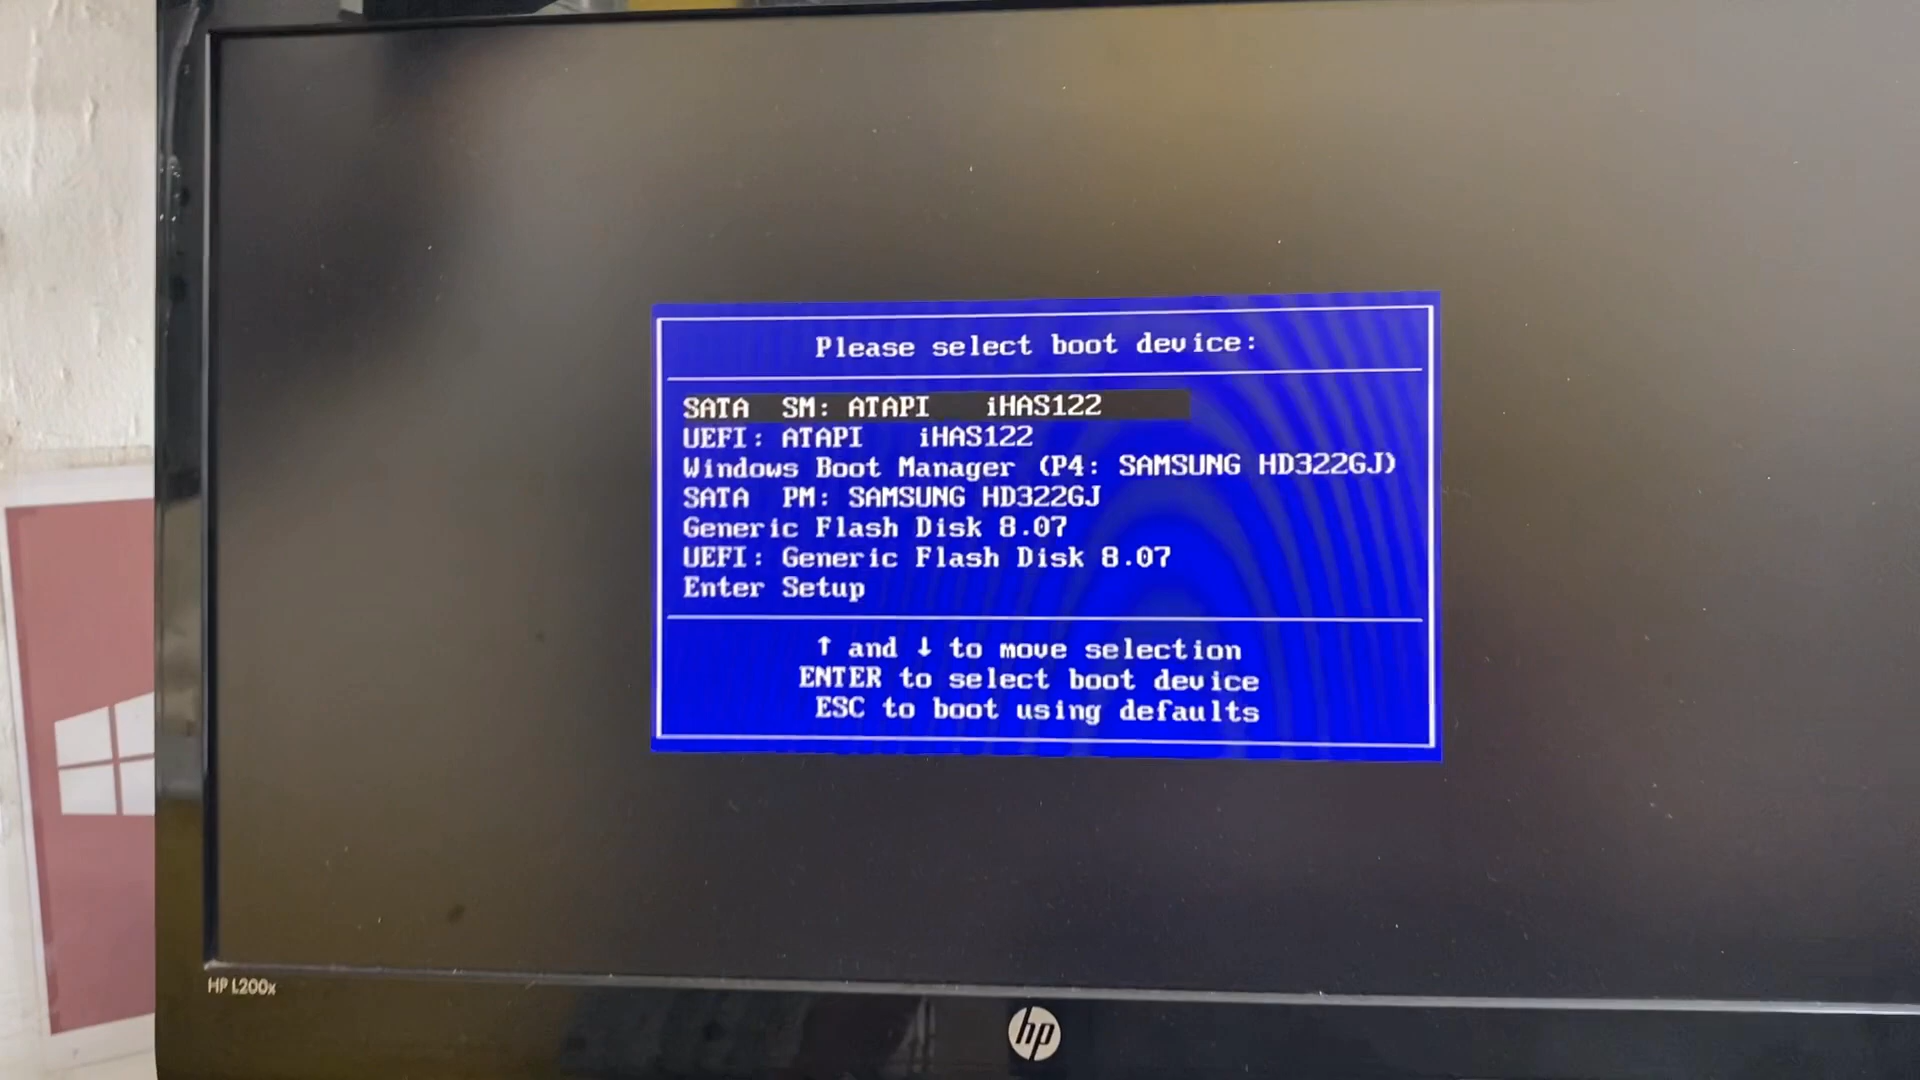 Please select boot device:
SATA SM: ATAPI iHAS122
UEFI: ATAPI iHAS122
Windows Boot Manager (P4: SAMSUNG HD322GJ)
SATA PM: SAMSUNG HD322GJ
Generic Flash Disk 8.07
UEFI: Generic Flash Disk 8.07
Enter Setup
↑ and ↓ to move selection
ENTER to select boot device
ESC to boot using defaults
HP L200x
hp